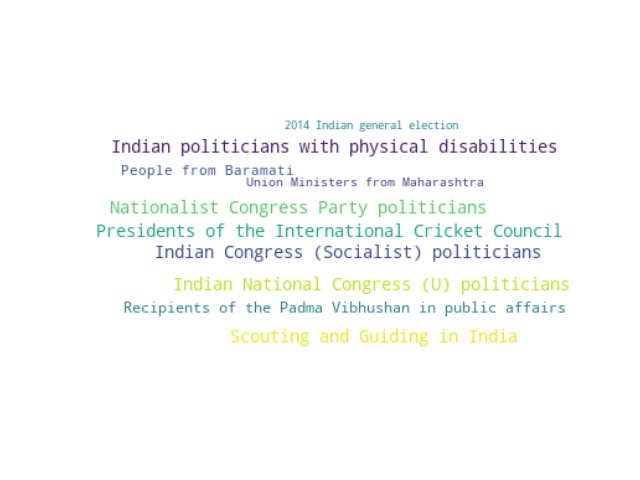 2014 Indian general election
Indian politicians with physical disabilities
People from Baramati
Union Ministers from Maharashtra
Nationalist Congress Party politicians
Presidents of the International Cricket Council
Indian Congress (Socialist) politicians
Indian National Congress (U) politicians
Recipients of the Padma Vibhushan in public affairs
Scouting and Guiding in India